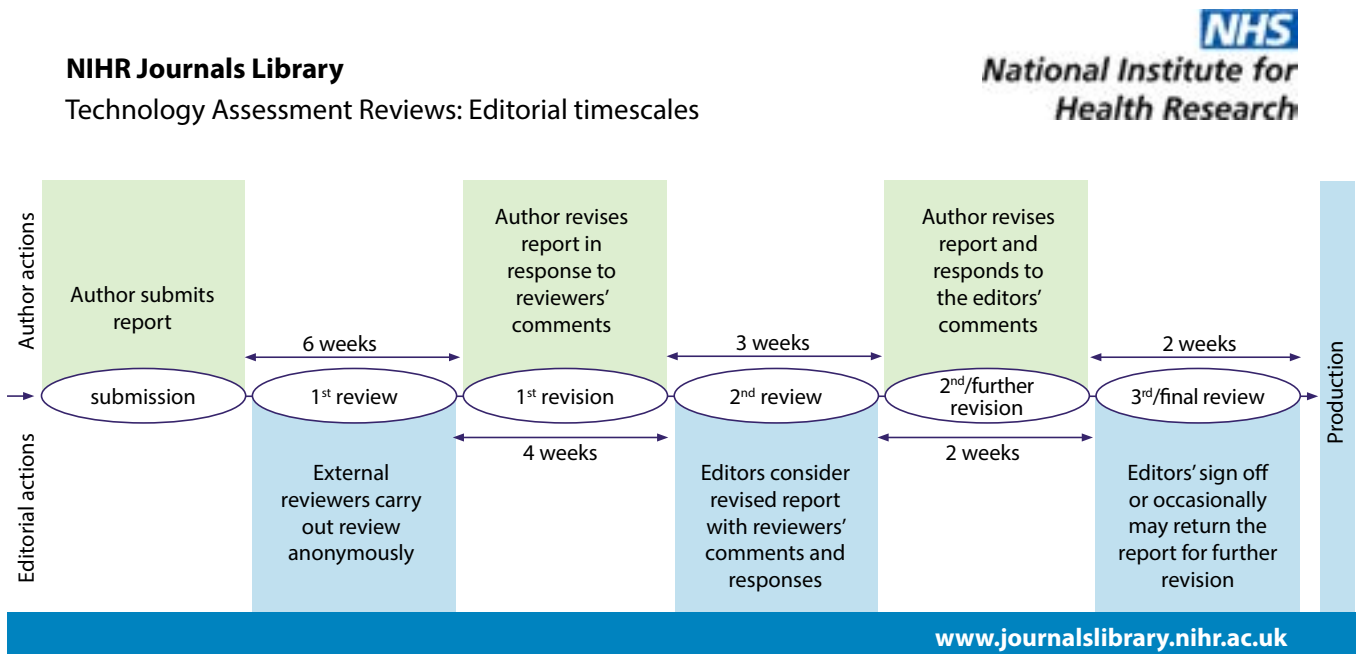 NHS
National Institute for
Health Research
NIHR Journals Library
Technology Assessment Reviews: Editorial timescales
Author actions
Editorial actions
Author submits
report
Author revises
report in
response to
reviewers’
comments
Author revises
report and
responds to
the editors’
comments
6 weeks
3 weeks
2 weeks
submission
1st review
1st revision
2nd review
2nd/further
revision
3rd/final review
Production
4 weeks
2 weeks
External
reviewers carry
out review
anonymously
Editors consider
revised report
with reviewers’
comments and
responses
Editors’ sign off
or occasionally
may return the
report for further
revision
www.journalslibrary.nihr.ac.uk